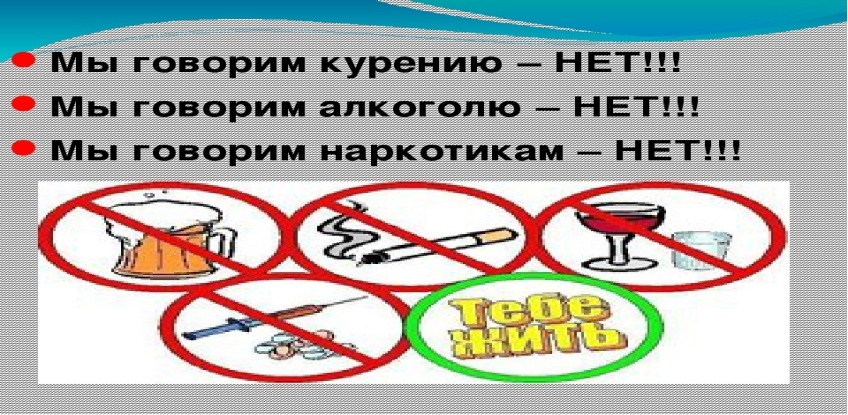 Мы говорим курению – НЕТ!!!
Мы говорим алкоголю – НЕТ!!!
Мы говорим наркотикам – НЕТ!!!
Тебе
жить